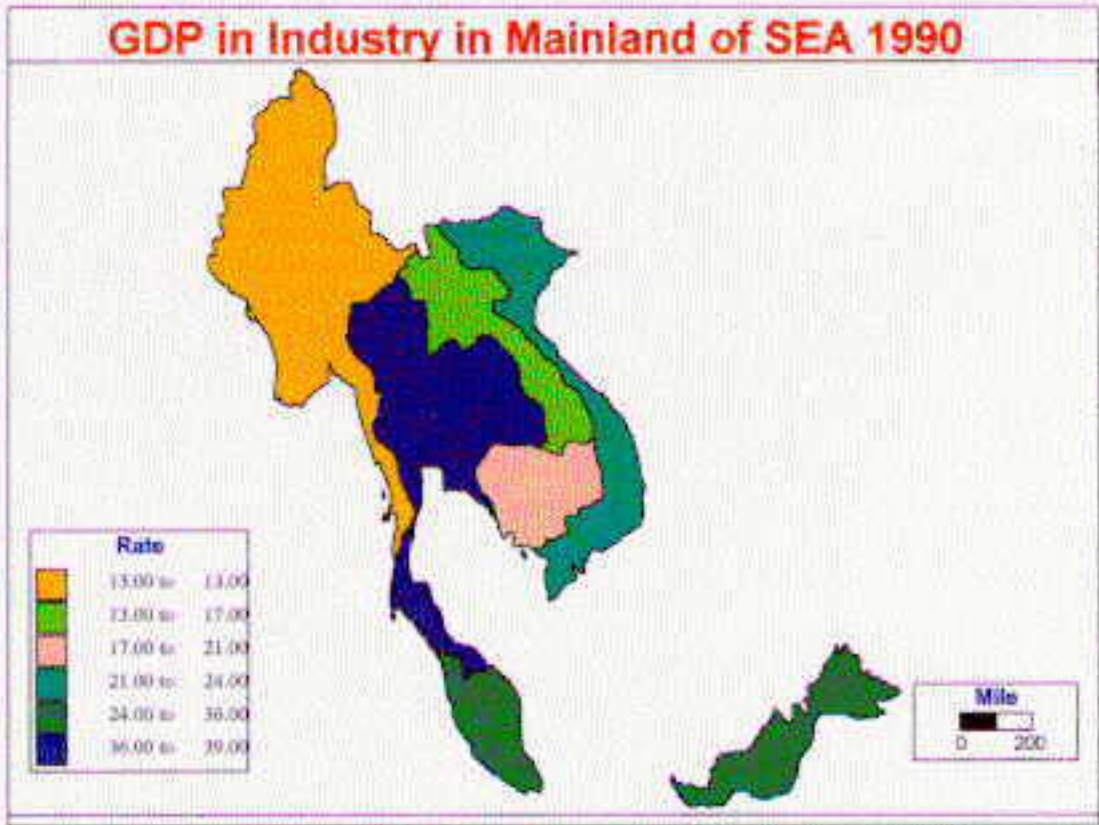 GDP in Industry in Mainland of SEA 1990
Rate
13.00 to 13.00
13.00 to 17.00
17.00 to 21.00
21.00 to 24.00
24.00 to 36.00
36.00 to 39.00
Mile
0 200